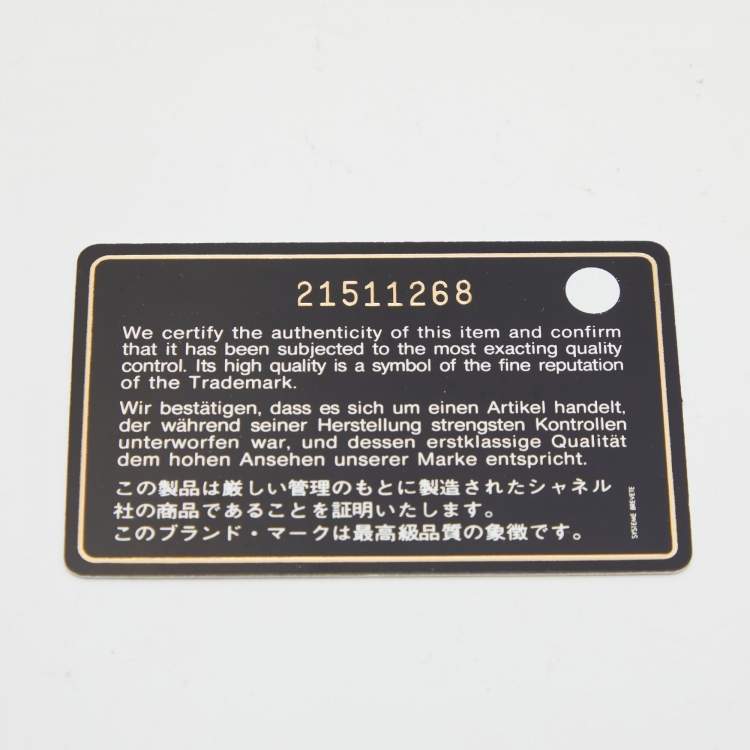 21511268
We certify the authenticity of this item and confirm
that it has been subjected to the most exacting quality
control. Its high quality is a symbol of the fine reputation
of the Trademark.
Wir bestätigen, dass es sich um einen Artikel handelt,
der während seiner Herstellung strengsten Kontrollen
unterworfen war, und dessen erstklassige Qualität
dem hohen Ansehen unserer Marke entspricht.
この製品は厳しい管理のもとに製造されたシャネル
社の商品であることを証明いたします。
このブランド・マークは最高級品質の象徴です。
SYSTEME BREVETE